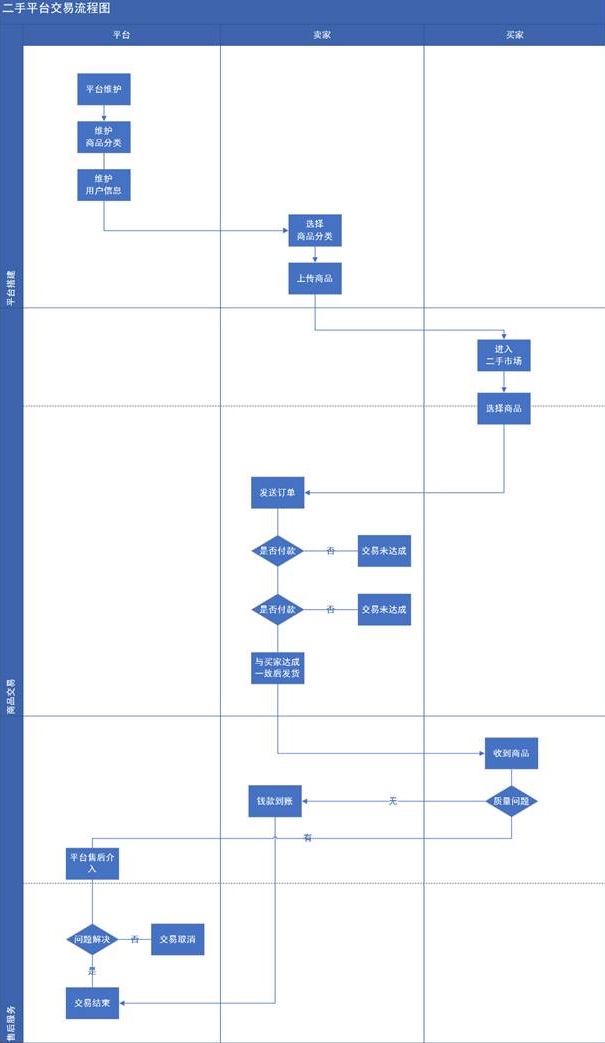 二手平台交易流程图
平台
卖家
买家
平台维护
维护
商品分类
维护
用户信息
选择
商品分类
上传商品
平台搭建
进入
二手市场
选择商品
发送订单
是否付款
否
交易未达成
是否付款
否
交易未达成
与买家达成
一致后发货
商品交易
收到商品
钱款到账
无
质量问题
有
平台售后介
入
问题解决
否
交易取消
是
交易结束
售后服务